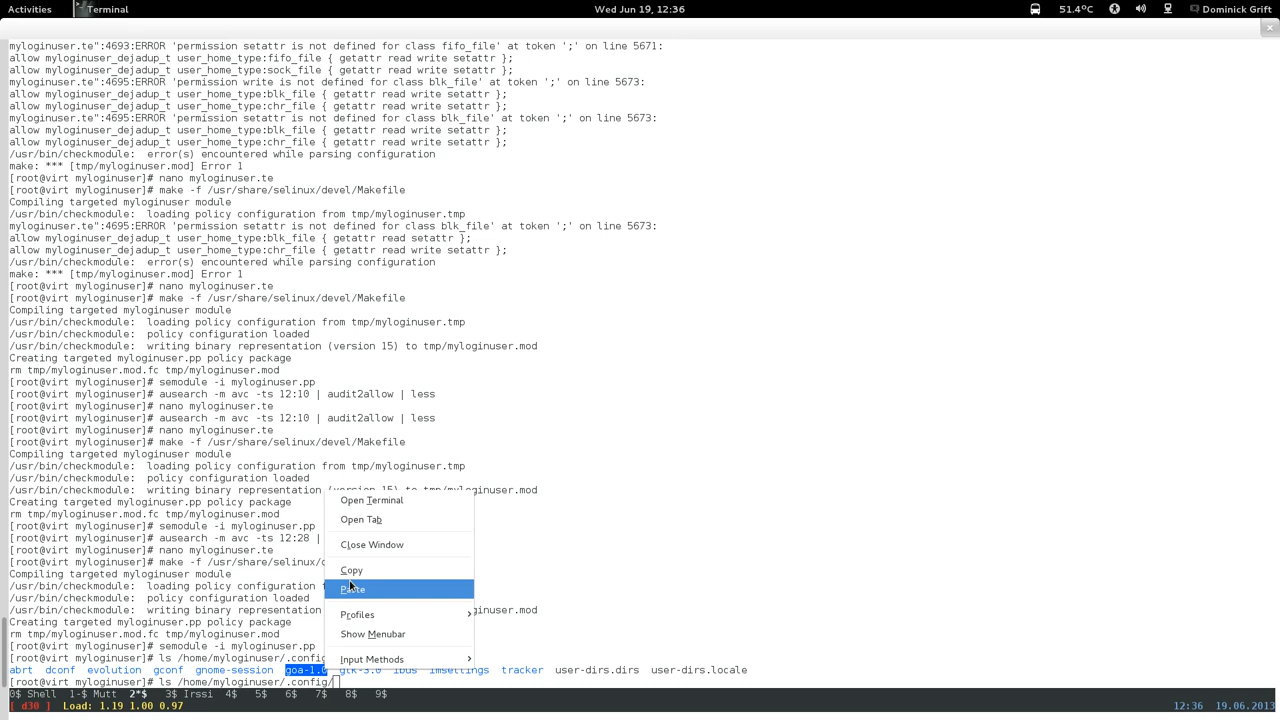 Activities Terminal Wed Jun 19, 12:36 51.4°C Dominick Grift
myloginuser.te":4693:ERROR 'permission setattr is not defined for class fifo_file' at token ';' on line 5671:
allow myloginuser_dejadup_t user_home_type:fifo_file { getattr read write setattr };
allow myloginuser_dejadup_t user_home_type:sock_file { getattr read write setattr };
myloginuser.te":4695:ERROR 'permission write is not defined for class blk_file' at token ';' on line 5673:
allow myloginuser_dejadup_t user_home_type:blk_file { getattr read write setattr };
allow myloginuser_dejadup_t user_home_type:chr_file { getattr read write setattr };
myloginuser.te":4695:ERROR 'permission setattr is not defined for class blk_file' at token ';' on line 5673:
allow myloginuser_dejadup_t user_home_type:blk_file { getattr read write setattr };
allow myloginuser_dejadup_t user_home_type:chr_file { getattr read write setattr };
/usr/bin/checkmodule:  error(s) encountered while parsing configuration
make: *** [tmp/myloginuser.mod] Error 1
[root@virt myloginuser]# nano myloginuser.te
[root@virt myloginuser]# make -f /usr/share/selinux/devel/Makefile
Compiling targeted myloginuser module
/usr/bin/checkmodule:  loading policy configuration from tmp/myloginuser.tmp
myloginuser.te":4695:ERROR 'permission setattr is not defined for class blk_file' at token ';' on line 5673:
allow myloginuser_dejadup_t user_home_type:blk_file { getattr read setattr };
allow myloginuser_dejadup_t user_home_type:chr_file { getattr read write setattr };
/usr/bin/checkmodule:  error(s) encountered while parsing configuration
make: *** [tmp/myloginuser.mod] Error 1
[root@virt myloginuser]# nano myloginuser.te
[root@virt myloginuser]# make -f /usr/share/selinux/devel/Makefile
Compiling targeted myloginuser module
/usr/bin/checkmodule:  loading policy configuration from tmp/myloginuser.tmp
/usr/bin/checkmodule:  policy configuration loaded
/usr/bin/checkmodule:  writing binary representation (version 15) to tmp/myloginuser.mod
Creating targeted myloginuser.pp policy package
rm tmp/myloginuser.mod.fc tmp/myloginuser.mod
[root@virt myloginuser]# semodule -i myloginuser.pp
[root@virt myloginuser]# ausearch -m avc -ts 12:10 | audit2allow | less
[root@virt myloginuser]# nano myloginuser.te
[root@virt myloginuser]# ausearch -m avc -ts 12:10 | audit2allow | less
[root@virt myloginuser]# nano myloginuser.te
[root@virt myloginuser]# make -f /usr/share/selinux/devel/Makefile
Compiling targeted myloginuser module
/usr/bin/checkmodule:  loading policy configuration from tmp/myloginuser.tmp
/usr/bin/checkmodule:  policy configuration loaded
/usr/bin/checkmodule:  writing binary representation (version 15) to tmp/myloginuser.mod
Creating targeted myloginuser.pp policy package
rm tmp/myloginuser.mod.fc tmp/myloginuser.mod
[root@virt myloginuser]# semodule -i myloginuser.pp
[root@virt myloginuser]# ausearch -m avc -ts 12:28 |
[root@virt myloginuser]# nano myloginuser.te
[root@virt myloginuser]# make -f /usr/share/selinux/d
Compiling targeted myloginuser module
/usr/bin/checkmodule:  loading policy configuration
/usr/bin/checkmodule:  policy configuration loaded
/usr/bin/checkmodule:  writing binary representation inuser.mod
Creating targeted myloginuser.pp policy package
rm tmp/myloginuser.mod.fc tmp/myloginuser.mod
[root@virt myloginuser]# semodule -i myloginuser.pp
[root@virt myloginuser]# ls /home/myloginuser/.config
abrt dconf evolution gconf gnome-session goa-1.0 gtk-3.0 ibus imsettings tracker user-dirs.dirs user-dirs.locale
[root@virt myloginuser]# ls /home/myloginuser/.config/
Open Terminal
Open Tab
Close Window
Copy
Paste
Profiles
Show Menubar
Input Methods
0$ Shell 1-$ Mutt 2*$ 3$ Irssi 4$ 5$ 6$ 7$ 8$ 9$
[ d30 ] Load: 1.19 1.00 0.97 12:36 19.06.2013